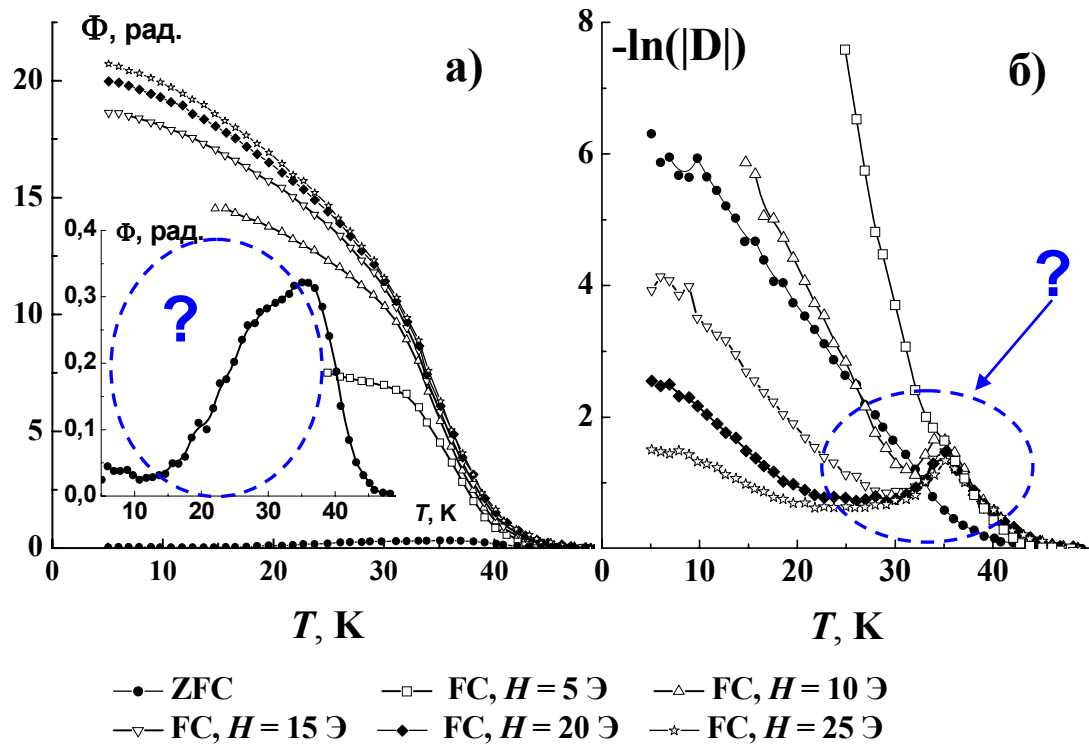 Φ, рад.
а)
20
15
10
5
0
Φ, рад.
0,4
0,3
0,2
0,1
0,0
?
20 30 40
T, K
0 10 20 30 40
T, K
-ln(|D|)
б)
8
6
4
2
?
0 10 20 30 40
T, K
ZFC
FC, H = 5 Э
FC, H = 10 Э
FC, H = 15 Э
FC, H = 20 Э
FC, H = 25 Э